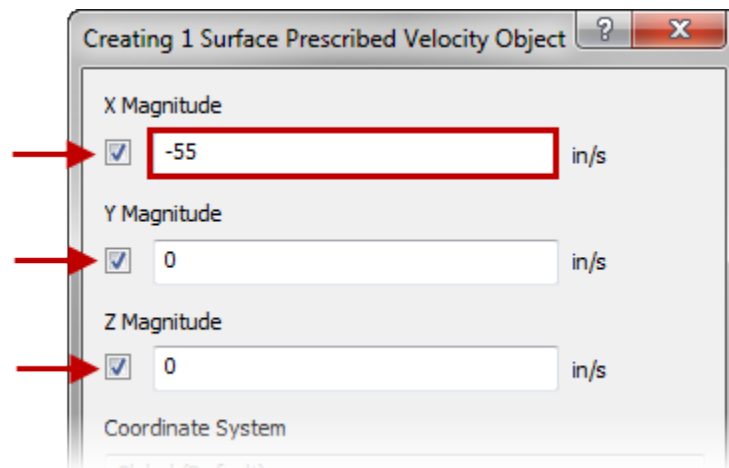 Creating 1 Surface Prescribed Velocity Object ? X
X Magnitude
-55 in/s
Y Magnitude
0 in/s
Z Magnitude
0 in/s
Coordinate System